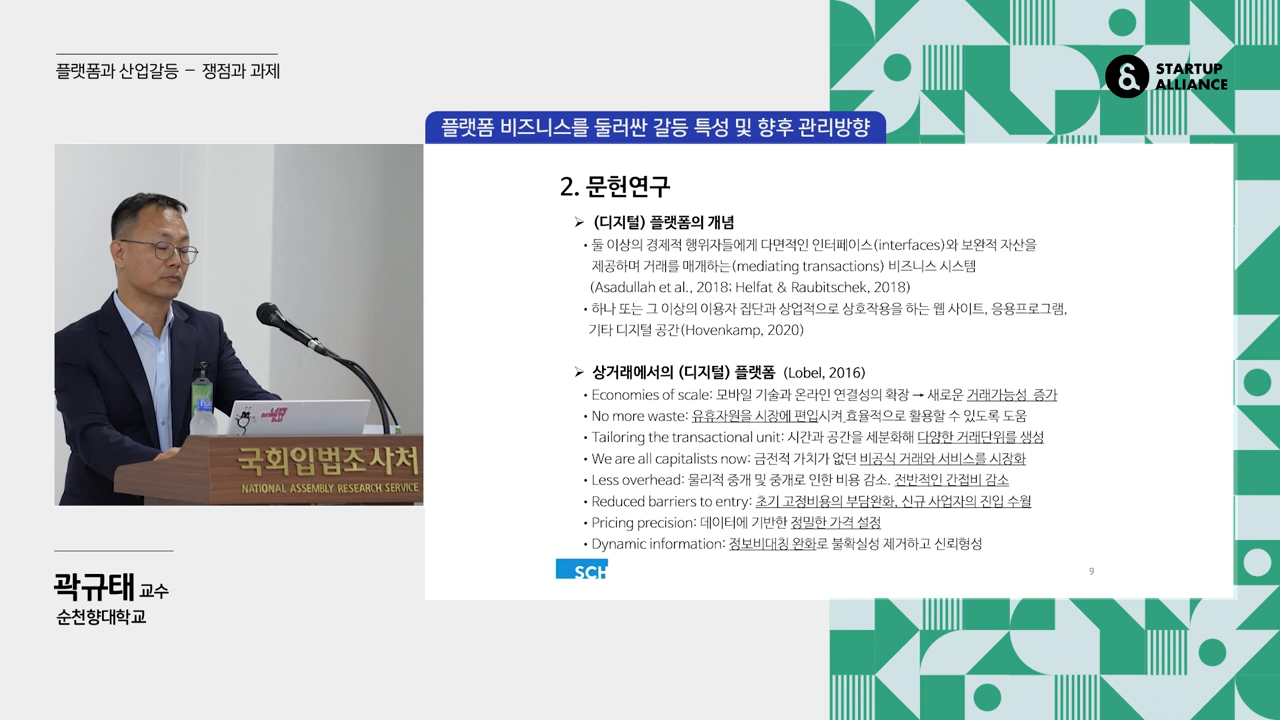 플랫폼과 산업갈등 – 쟁점과 과제
STARTUP
ALLIANCE
플랫폼 비즈니스를 둘러싼 갈등 특성 및 향후 관리방향
2. 문헌연구
➢ (디지털) 플랫폼의 개념
• 둘 이상의 경제적 행위자들에게 다면적인 인터페이스(interfaces)와 보완적 자산을
제공하며 거래를 매개하는(mediating transactions) 비즈니스 시스템
(Asadullah et al., 2018; Helfat & Raubitschek, 2018)
• 하나 또는 그 이상의 이용자 집단과 상업적으로 상호작용을 하는 웹 사이트, 응용프로그램,
기타 디지털 공간(Hovenkamp, 2020)
➢ 상거래에서의 (디지털) 플랫폼 (Lobel, 2016)
• Economies of scale: 모바일 기술과 온라인 연결성의 확장 → 새로운 거래가능성 증가
• No more waste: 유휴자원을 시장에 편입시켜 효율적으로 활용할 수 있도록 도움
• Tailoring the transactional unit: 시간과 공간을 세분화해 다양한 거래단위를 생성
• We are all capitalists now: 금전적 가치가 없던 비공식 거래와 서비스를 시장화
• Less overhead: 물리적 중개 및 중개로 인한 비용 감소. 전반적인 간접비 감소
• Reduced barriers to entry: 초기 고정비용의 부담완화, 신규 사업자의 진입 수월
• Pricing precision: 데이터에 기반한 정밀한 가격 설정
• Dynamic information: 정보비대칭 완화로 불확실성 제거하고 신뢰형성
SCH
9
국회입법조사처
NATIONAL ASSEMBLY RESEARCH SERVICE
곽규태 교수
순천향대학교